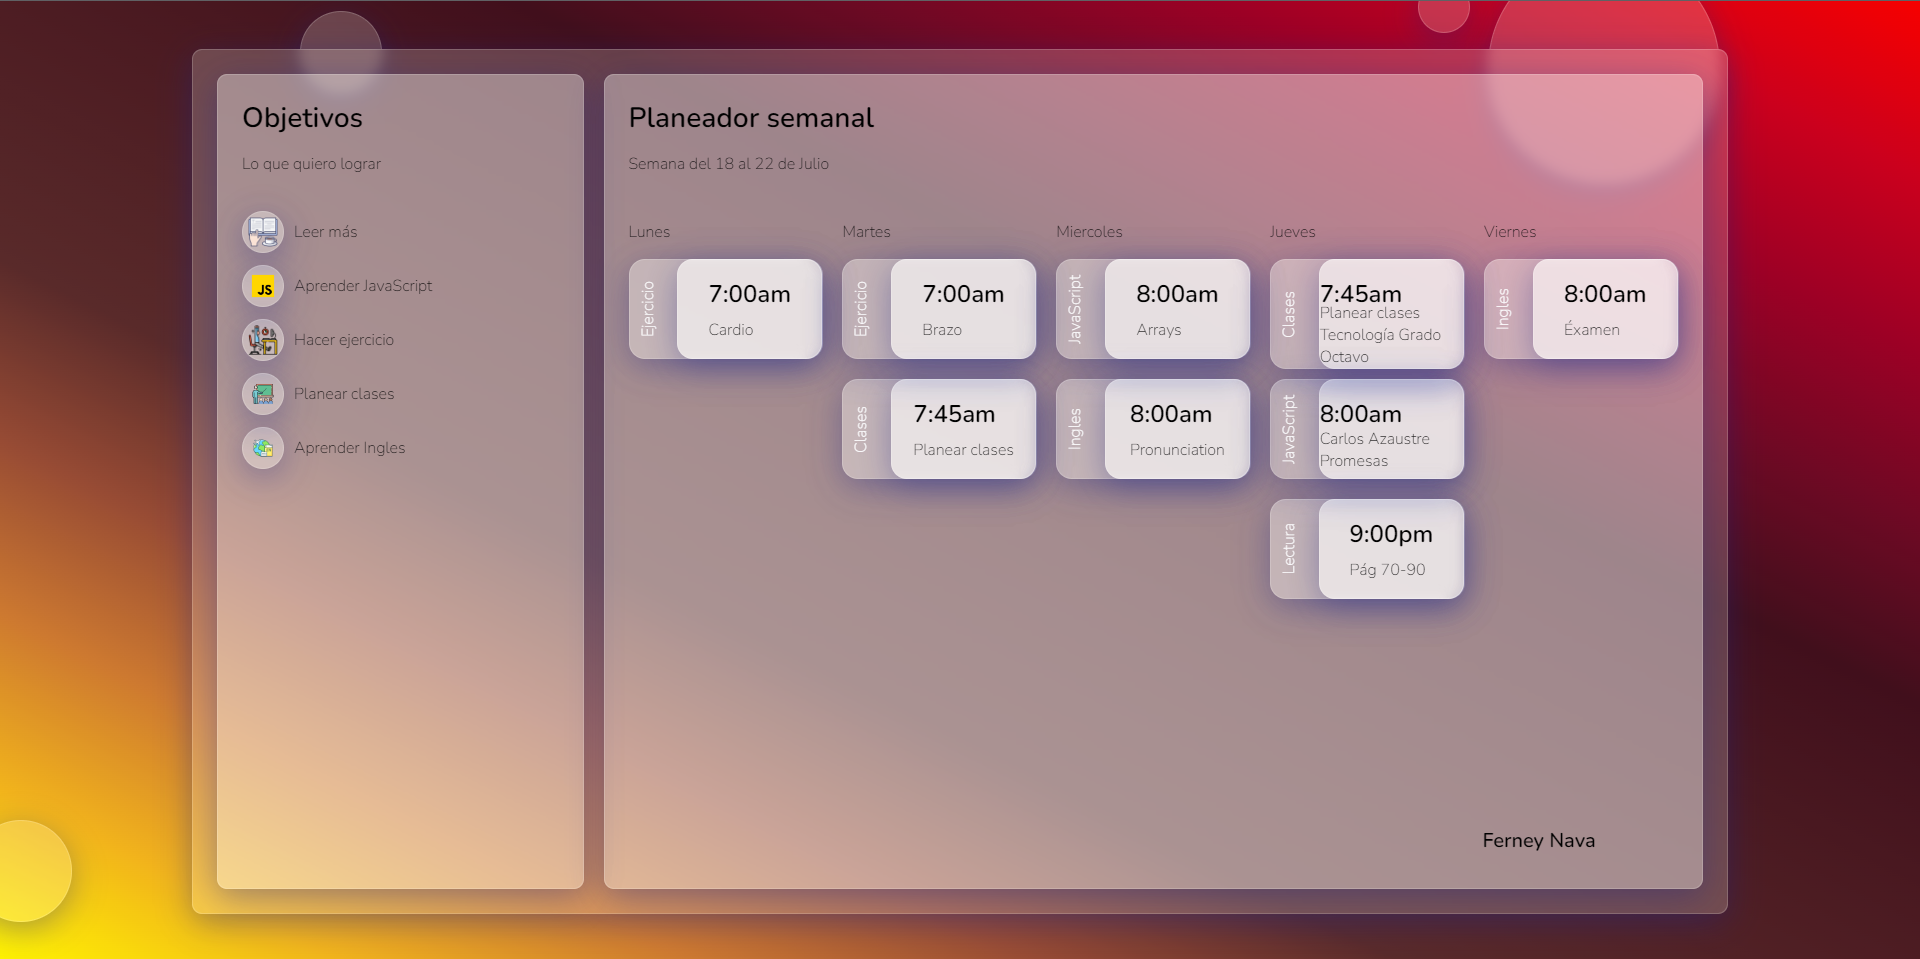 Objetivos
Lo que quiero lograr
Leer más
JS
Aprender JavaScript
Hacer ejercicio
Planear clases
Aprender Ingles
Planeador semanal
Semana del 18 al 22 de Julio
Lunes
Ejercicio
7:00am
Cardio
Martes
Ejercicio
7:00am
Brazo
Clases
7:45am
Planear clases
Miercoles
JavaScript
8:00am
Arrays
Ingles
8:00am
Pronunciation
Jueves
Clases
7:45am
Planear clases
Tecnología Grado
Octavo
JavaScript
8:00am
Carlos Azaustre
Promesas
Lectura
9:00pm
Pág 70-90
Viernes
Ingles
8:00am
Éxamen
Ferney Nava